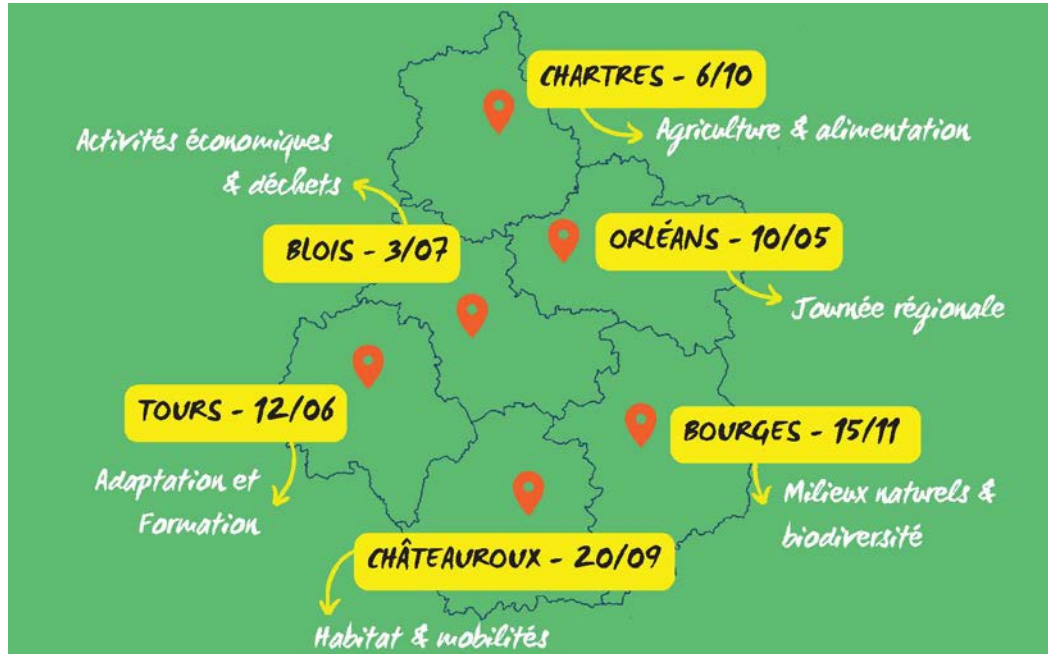 CHARTRES - 6/10
Agriculture & alimentation
Activités économiques
& déchets
BLOIS - 3/07
ORLÉANS - 10/05
Journée régionale
TOURS - 12/06
Adaptation et
Formation
BOURGES - 15/11
Milieux naturels &
biodiversité
CHÂTEAUROUX - 20/09
Habitat & mobilités